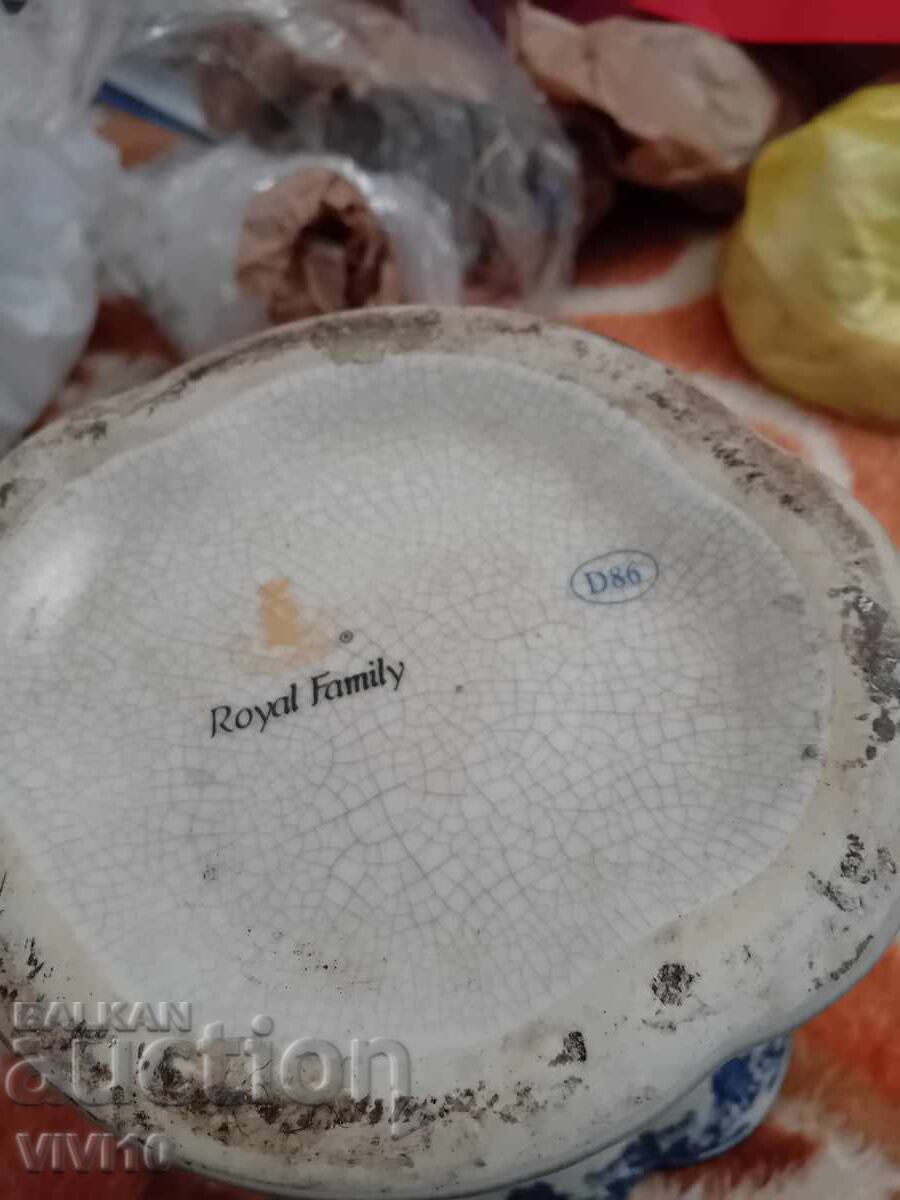 D86
®
Royal Family
BALKAN
auction
VIVI10